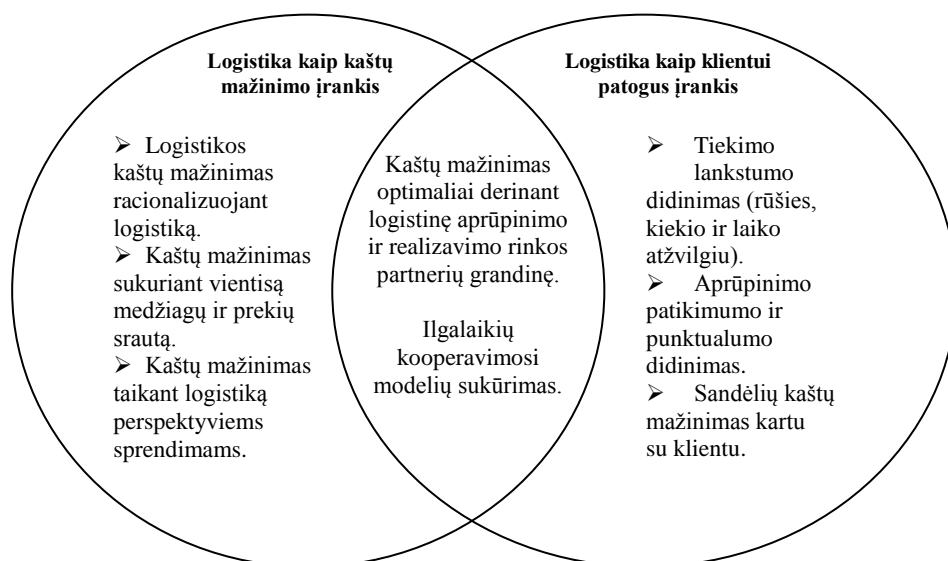 Logistika kaip kaštų
mažinimo įrankis
➢ Logistikos
kaštų mažinimas
racionalizuojant
logistiką.
➢ Kaštų mažinimas
sukuriant vientisą
medžiagų ir prekių
srautą.
➢ Kaštų mažinimas
taikant logistiką
perspektyviems
sprendimams.
Kaštų mažinimas
optimaliai derinant
logistinę aprūpinimo
ir realizavimo rinkos
partnerių grandinę.
Ilgalaikių
kooperavimosi
modelių sukūrimas.
Logistika kaip klientui
patogus įrankis
➢ Tiekimo
lankstumo
didinimas (rūšies,
kiekio ir laiko
atžvilgiu).
➢ Aprūpinimo
patikimumo ir
punktualumo
didinimas.
➢ Sandėlių kaštų
mažinimas kartu
su klientu.